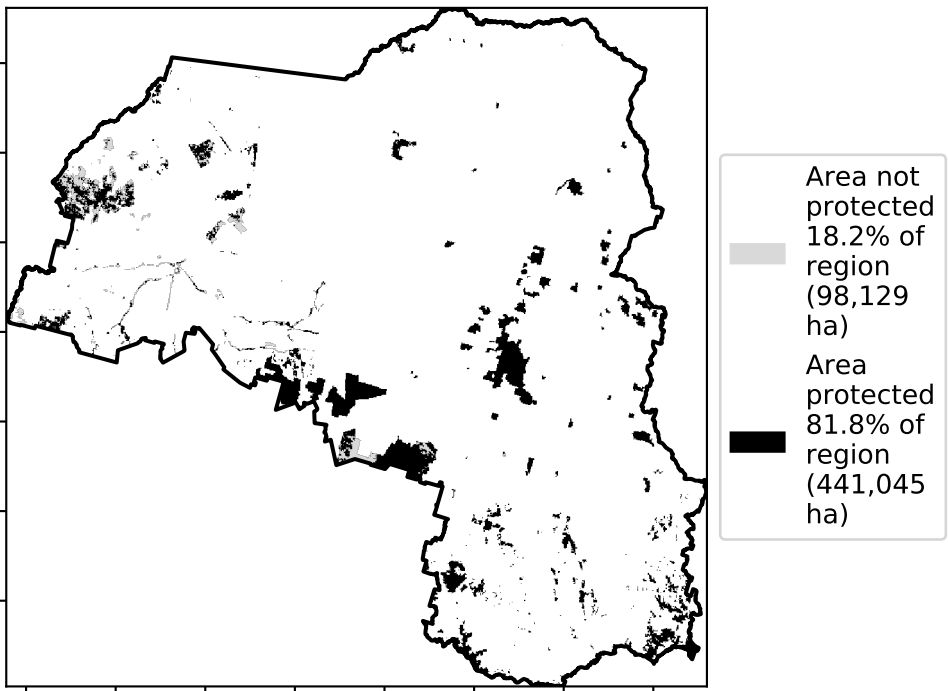 Area not
protected
18.2% of
region
(98,129
ha)
Area
protected
81.8% of
region
(441,045
ha)